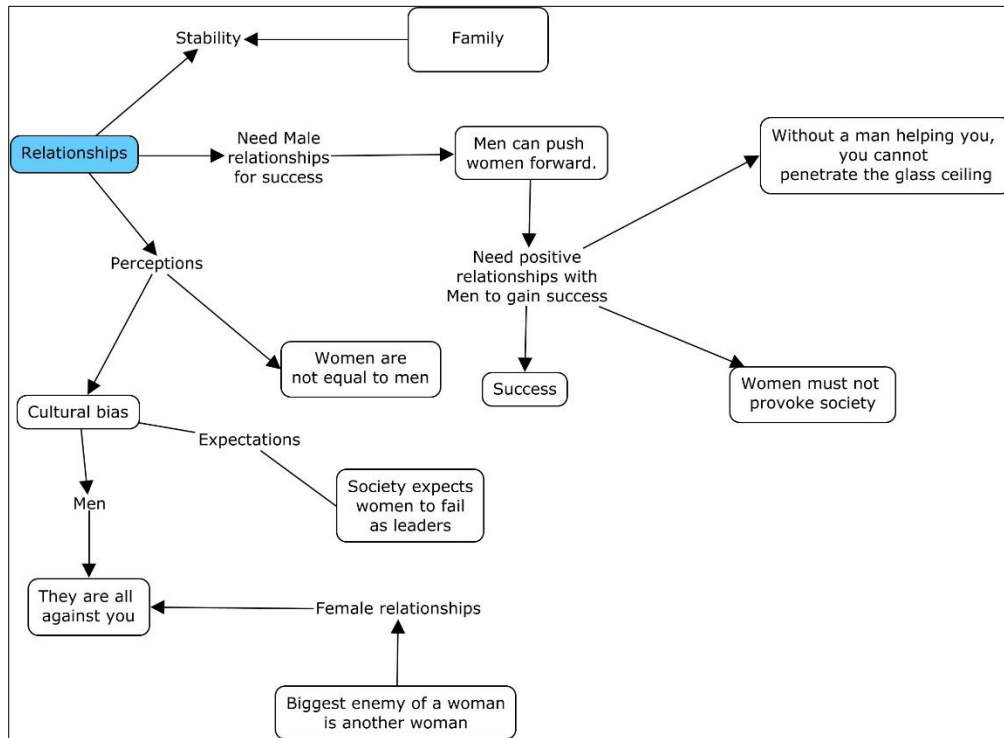 Stability
Family
Relationships
Need Male
relationships
for success
Men can push
women forward.
Without a man helping you,
you cannot
penetrate the glass ceiling
Perceptions
Need positive
relationships with
Men to gain success
Women are
not equal to men
Success
Women must not
provoke society
Cultural bias
Expectations
Society expects
women to fail
as leaders
Men
They are all
against you
Female relationships
Biggest enemy of a woman
is another woman